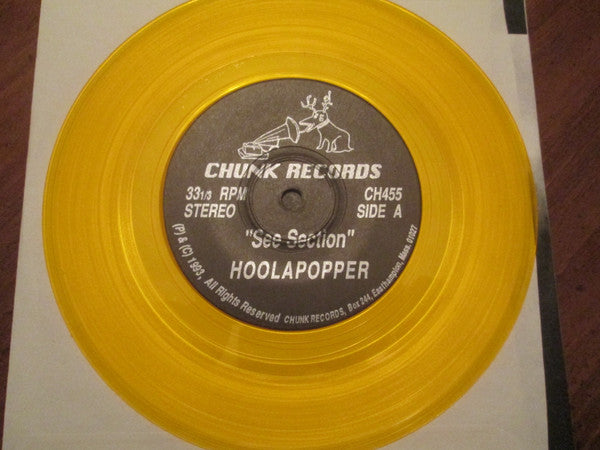 CHUNK RECORDS
33 1/3 RPM CH455
STEREO SIDE A
"See Section"
HOOLAPOPPER
(P) & (C) 1993, All Rights Reserved CHUNK RECORDS, Box 244, Easthampton, Mass. 01027